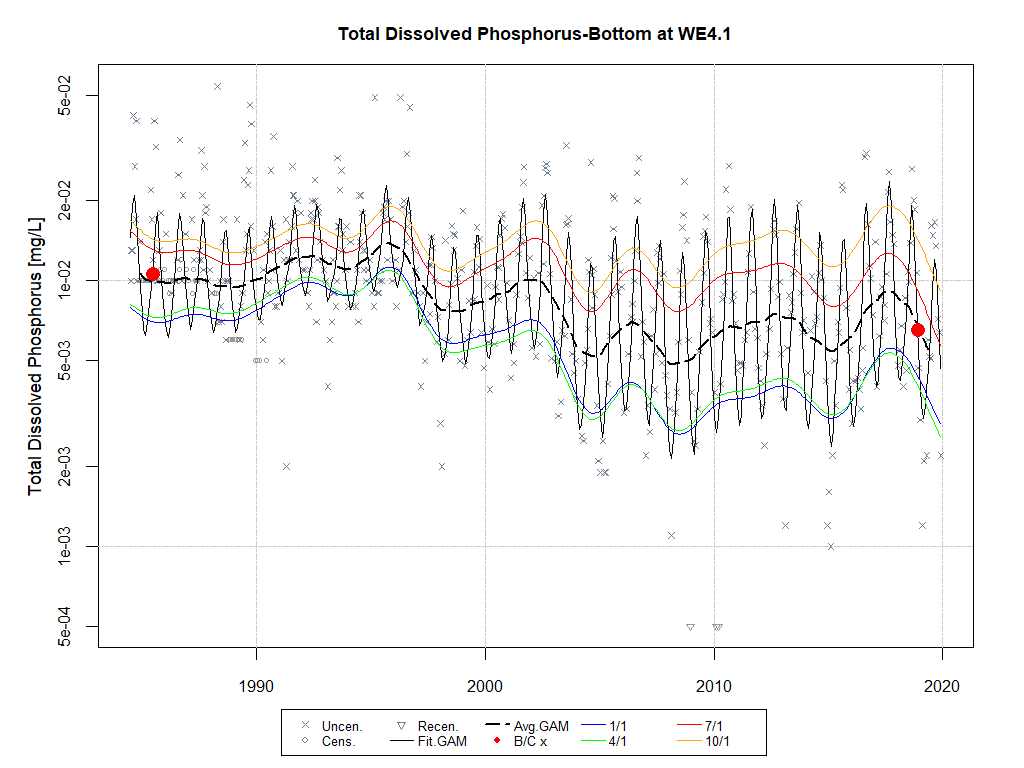 Total Dissolved Phosphorus-Bottom at WE4.1
Total Dissolved Phosphorus [mg/L]
5e-02
2e-02
1e-02
5e-03
2e-03
1e-03
5e-04
1990 2000 2010 2020
Uncen. Recen. Avg.GAM 1/1 7/1
Cens. Fit.GAM B/C x 4/1 10/1